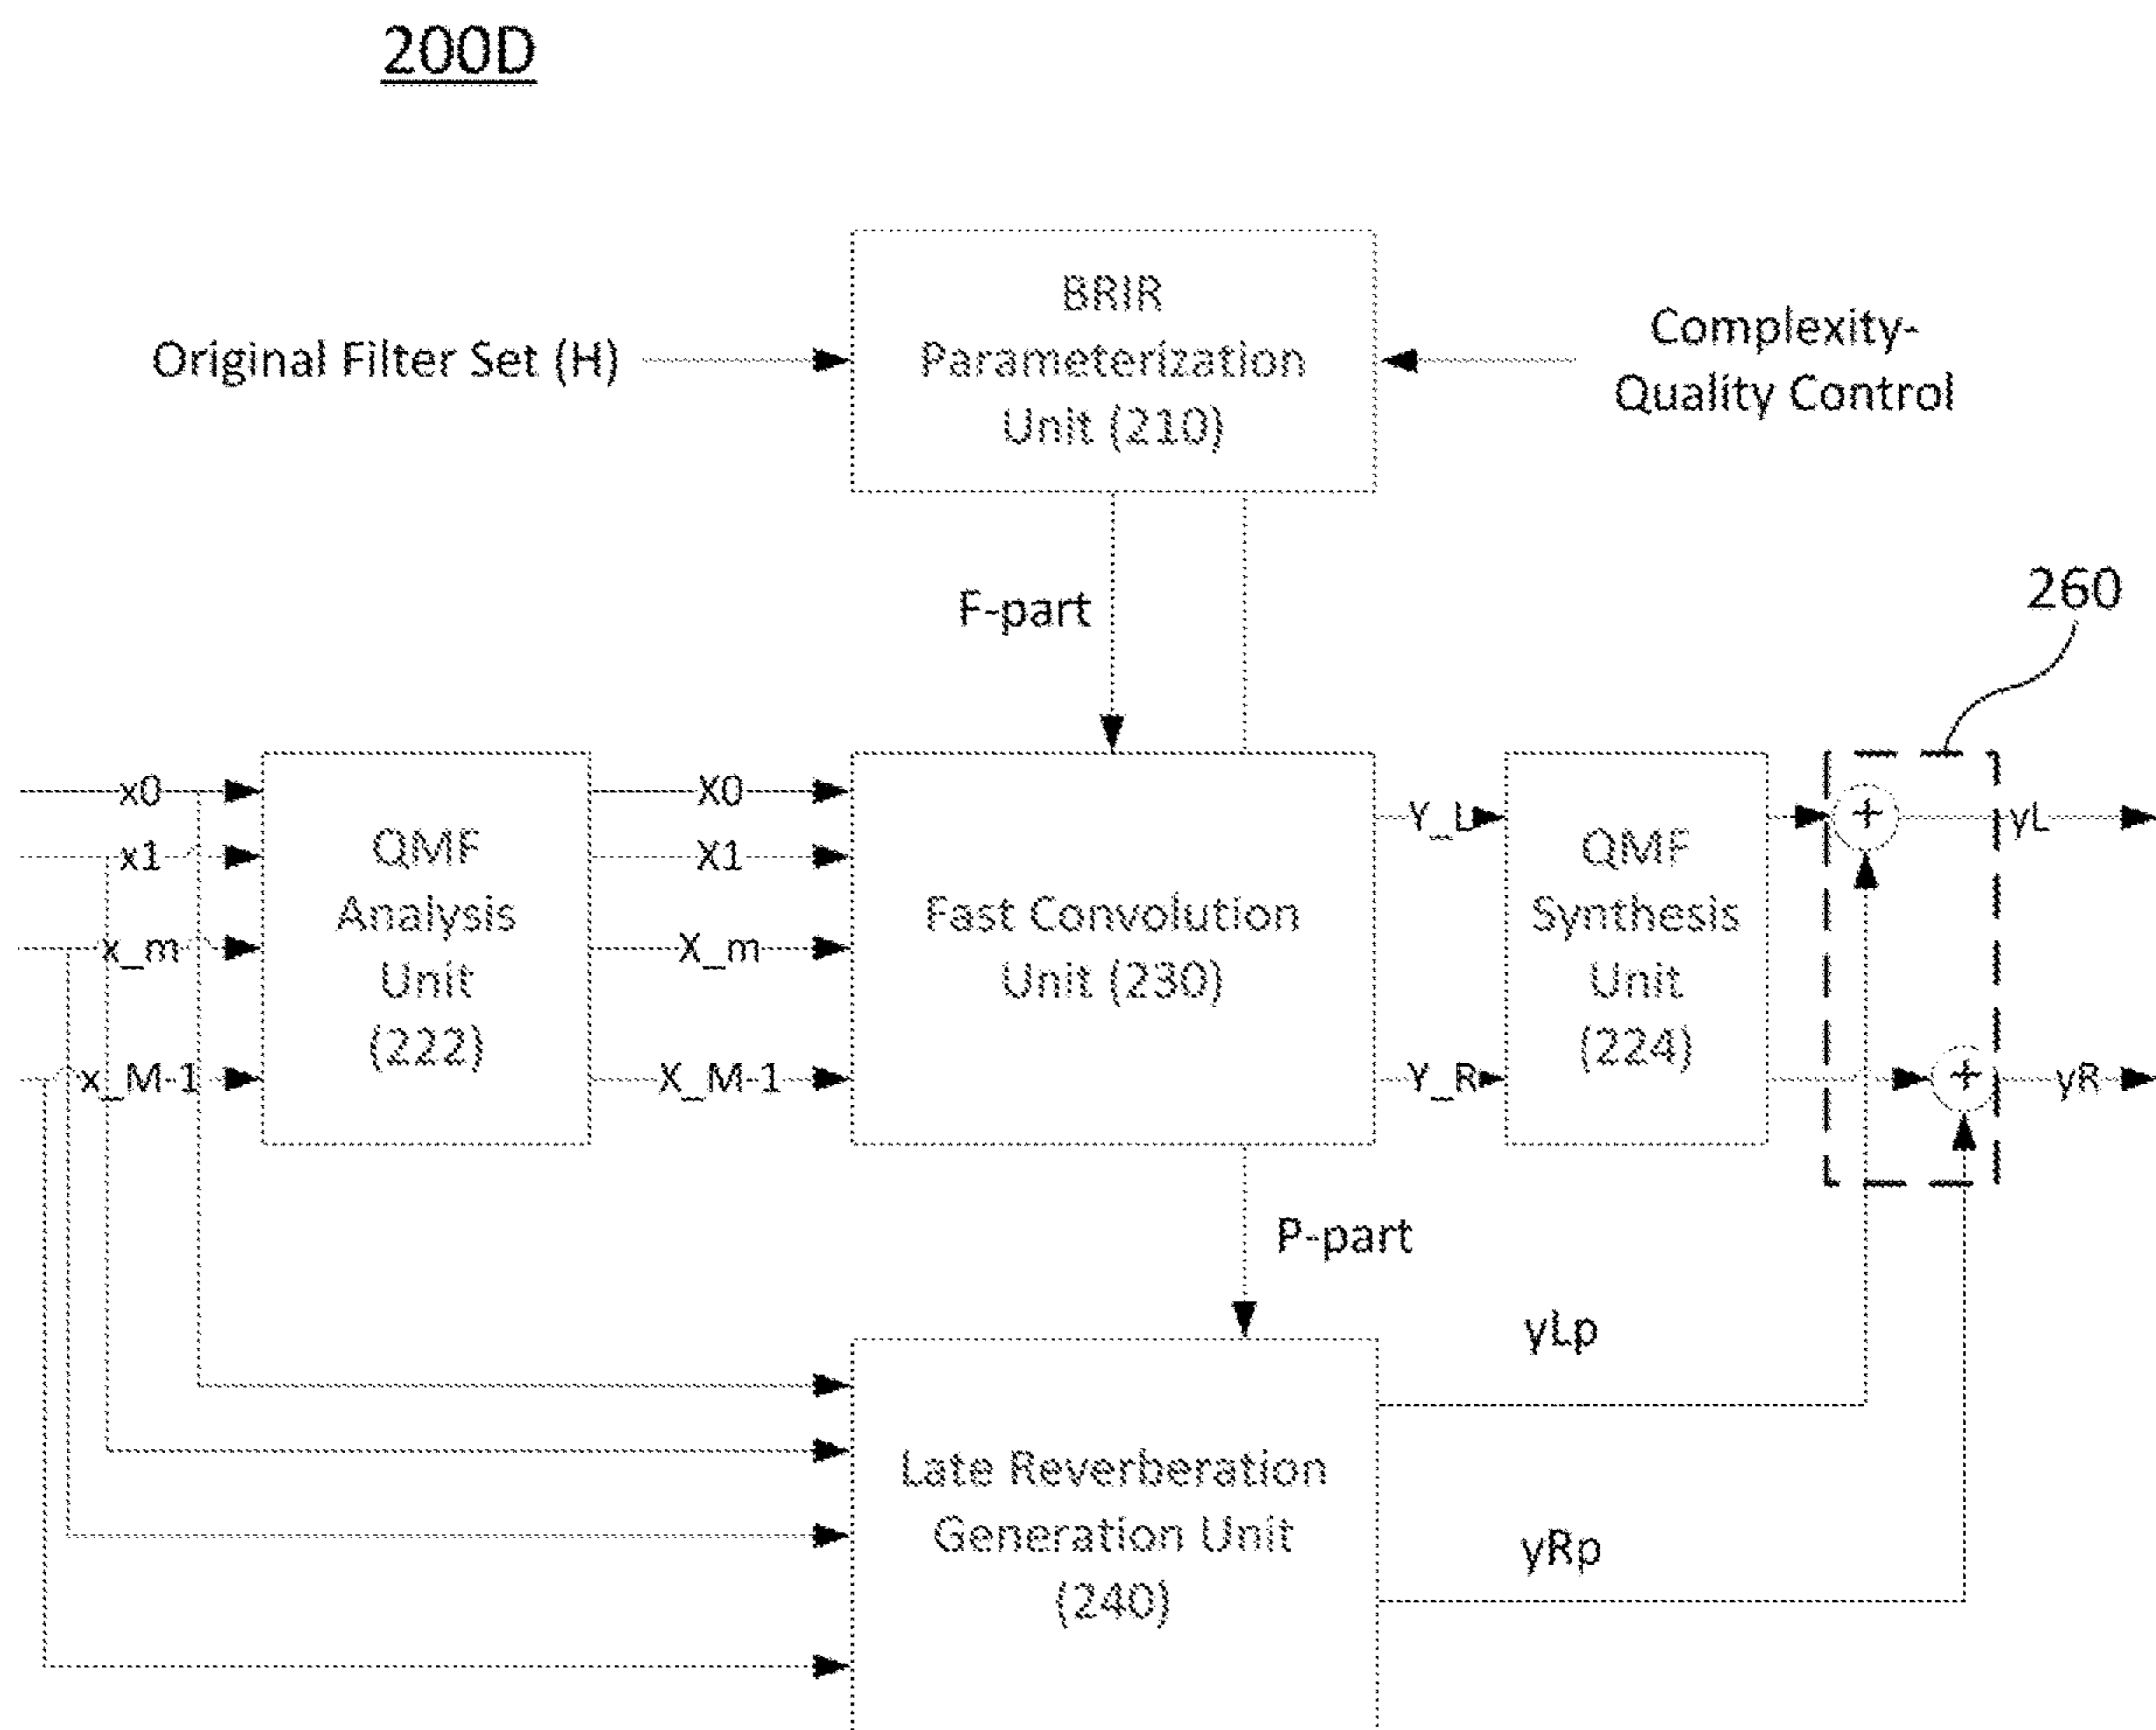 200D
BRIR
Parameterization
Unit (210)
Original Filter Set (H)
Complexity-
Quality Control
F-part
260
x0
x1
x_m
x_M-1
QMF
Analysis
Unit
(222)
X0
X1
X_m
X_M-1
Fast Convolution
Unit (230)
Y_L
Y_R
QMF
Synthesis
Unit
(224)
+
+
yL
yR
P-part
Late Reverberation
Generation Unit
(240)
yLp
yRp